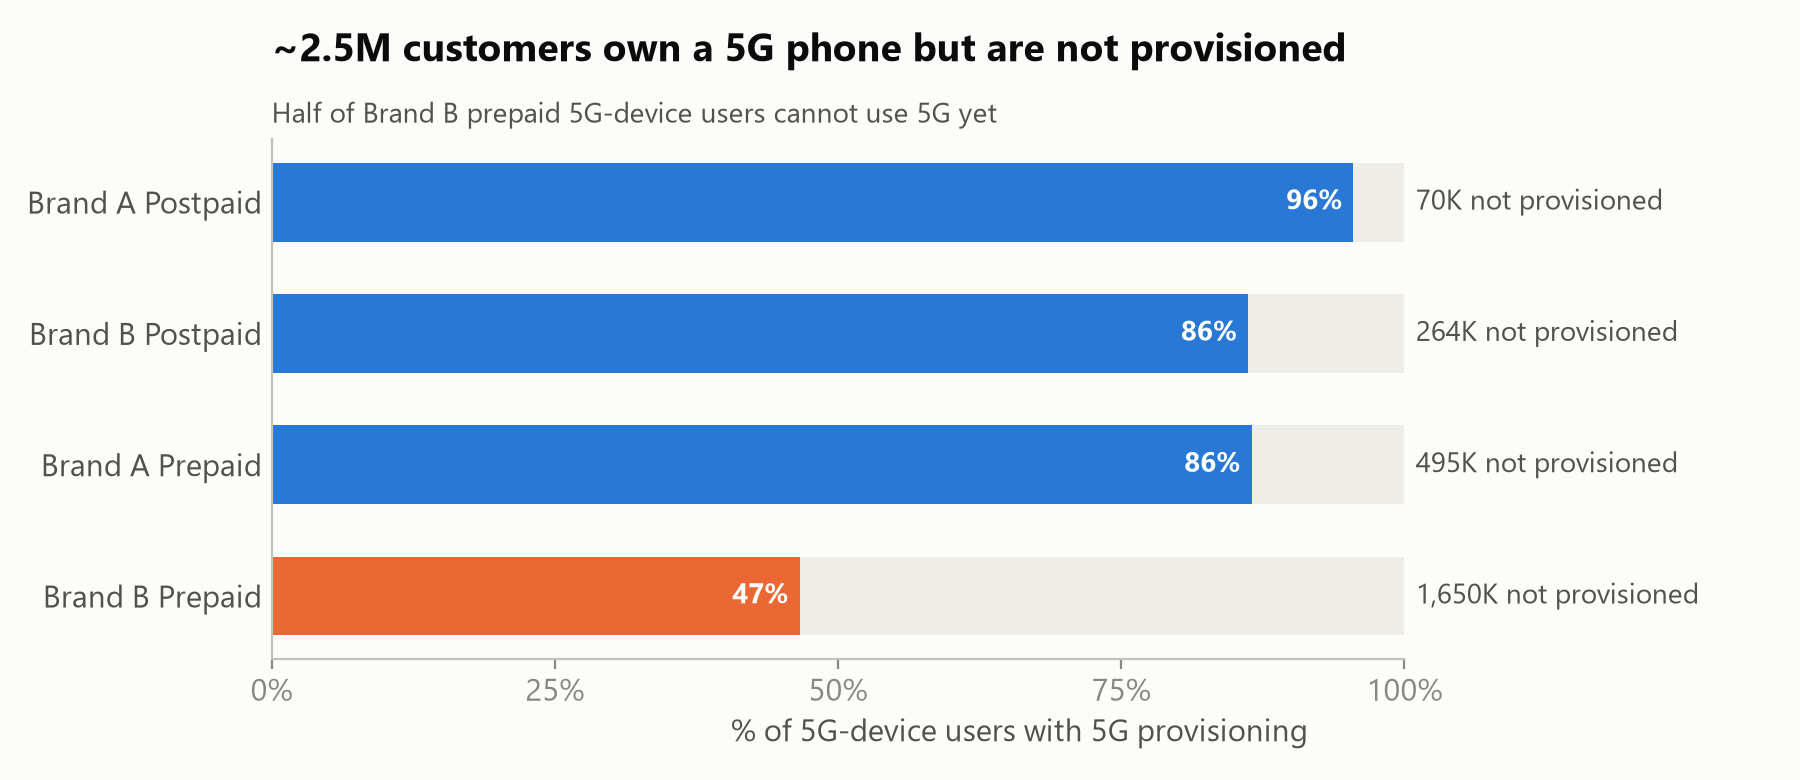 ~2.5M customers own a 5G phone but are not provisioned
Half of Brand B prepaid 5G-device users cannot use 5G yet
Brand A Postpaid 96% 70K not provisioned
Brand B Postpaid 86% 264K not provisioned
Brand A Prepaid 86% 495K not provisioned
Brand B Prepaid 47% 1,650K not provisioned
0% 25% 50% 75% 100%
% of 5G-device users with 5G provisioning